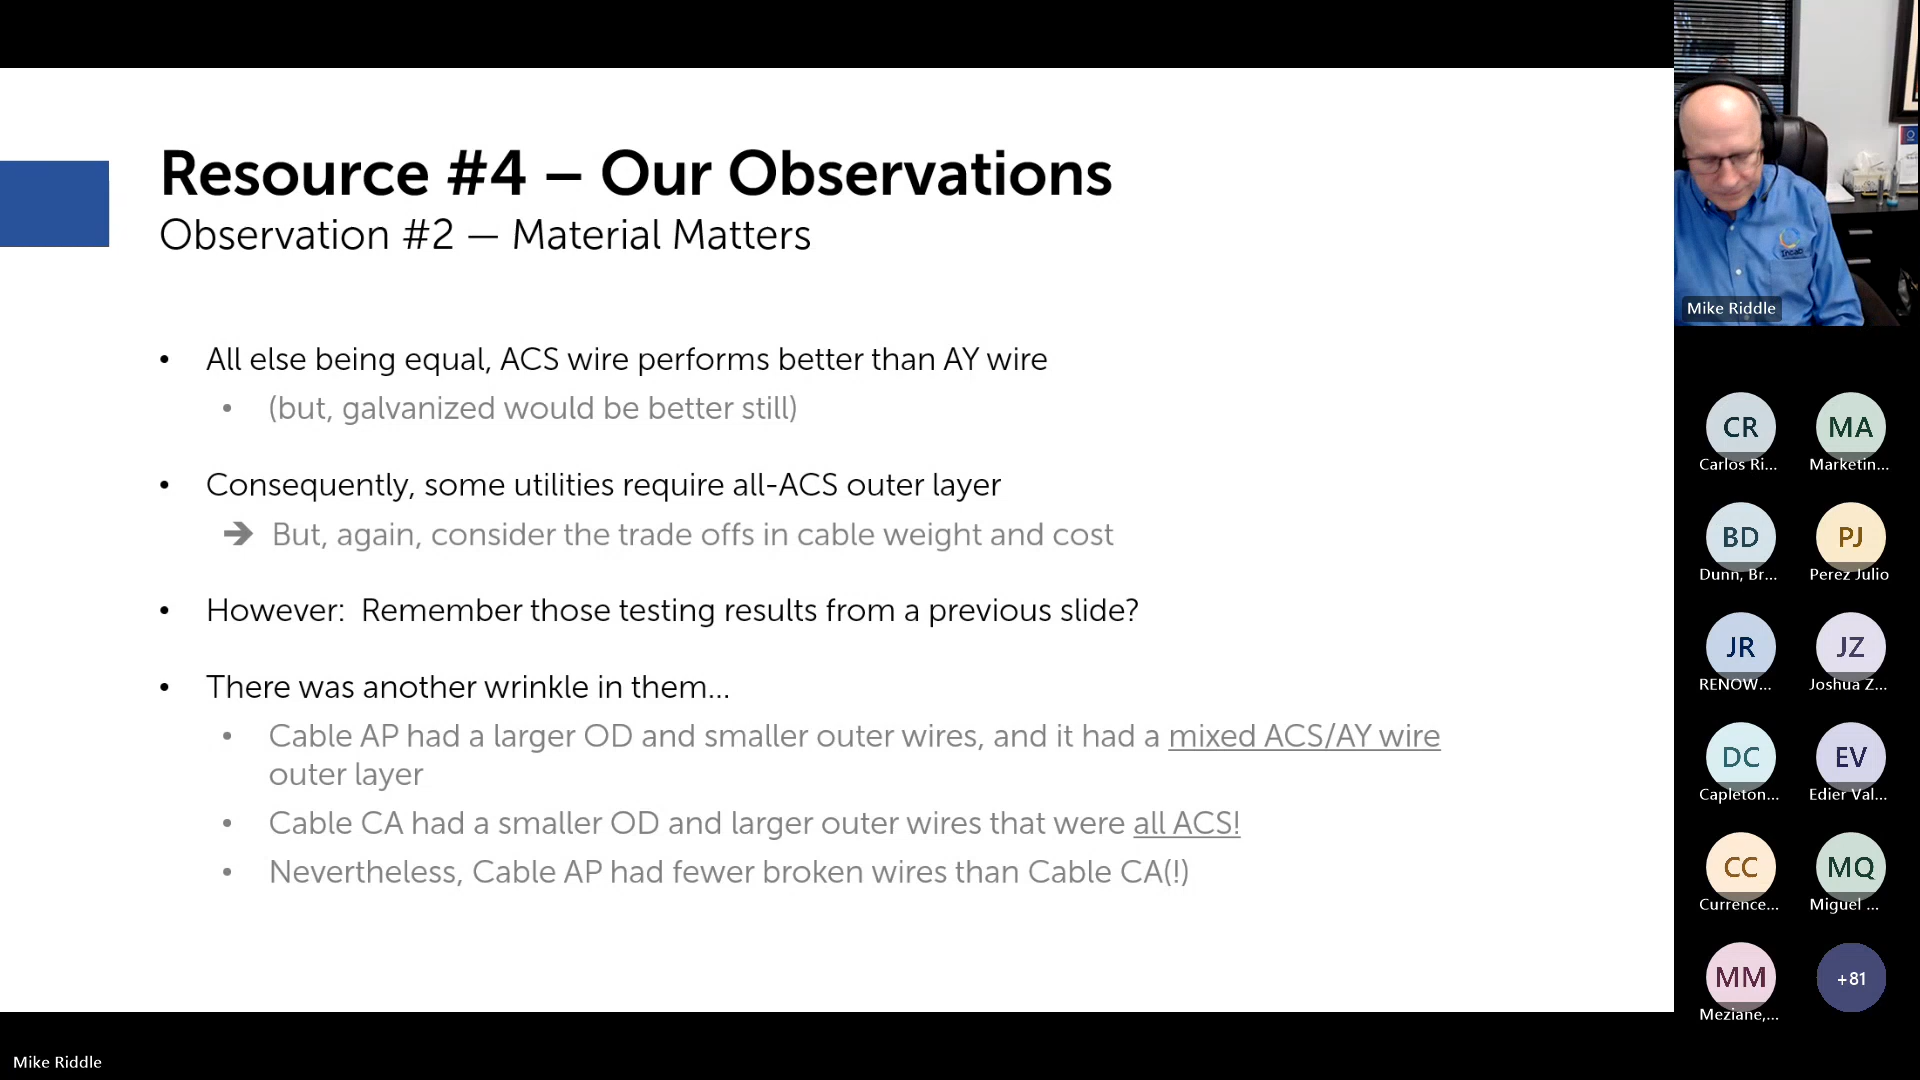 Resource #4 – Our Observations
Observation #2 — Material Matters
• All else being equal, ACS wire performs better than AY wire
• (but, galvanized would be better still)
• Consequently, some utilities require all-ACS outer layer
➔ But, again, consider the trade offs in cable weight and cost
• However:  Remember those testing results from a previous slide?
• There was another wrinkle in them...
• Cable AP had a larger OD and smaller outer wires, and it had a mixed ACS/AY wire
outer layer
• Cable CA had a smaller OD and larger outer wires that were all ACS!
• Nevertheless, Cable AP had fewer broken wires than Cable CA(!)
Incab
Mike Riddle
CR
MA
Carlos Ri...
Marketin...
BD
PJ
Dunn, Br...
Perez Julio
JR
JZ
RENOW...
Joshua Z...
DC
EV
Capleton...
Edier Val...
CC
MQ
Currence...
Miguel ...
MM
+81
Meziane,...
Mike Riddle